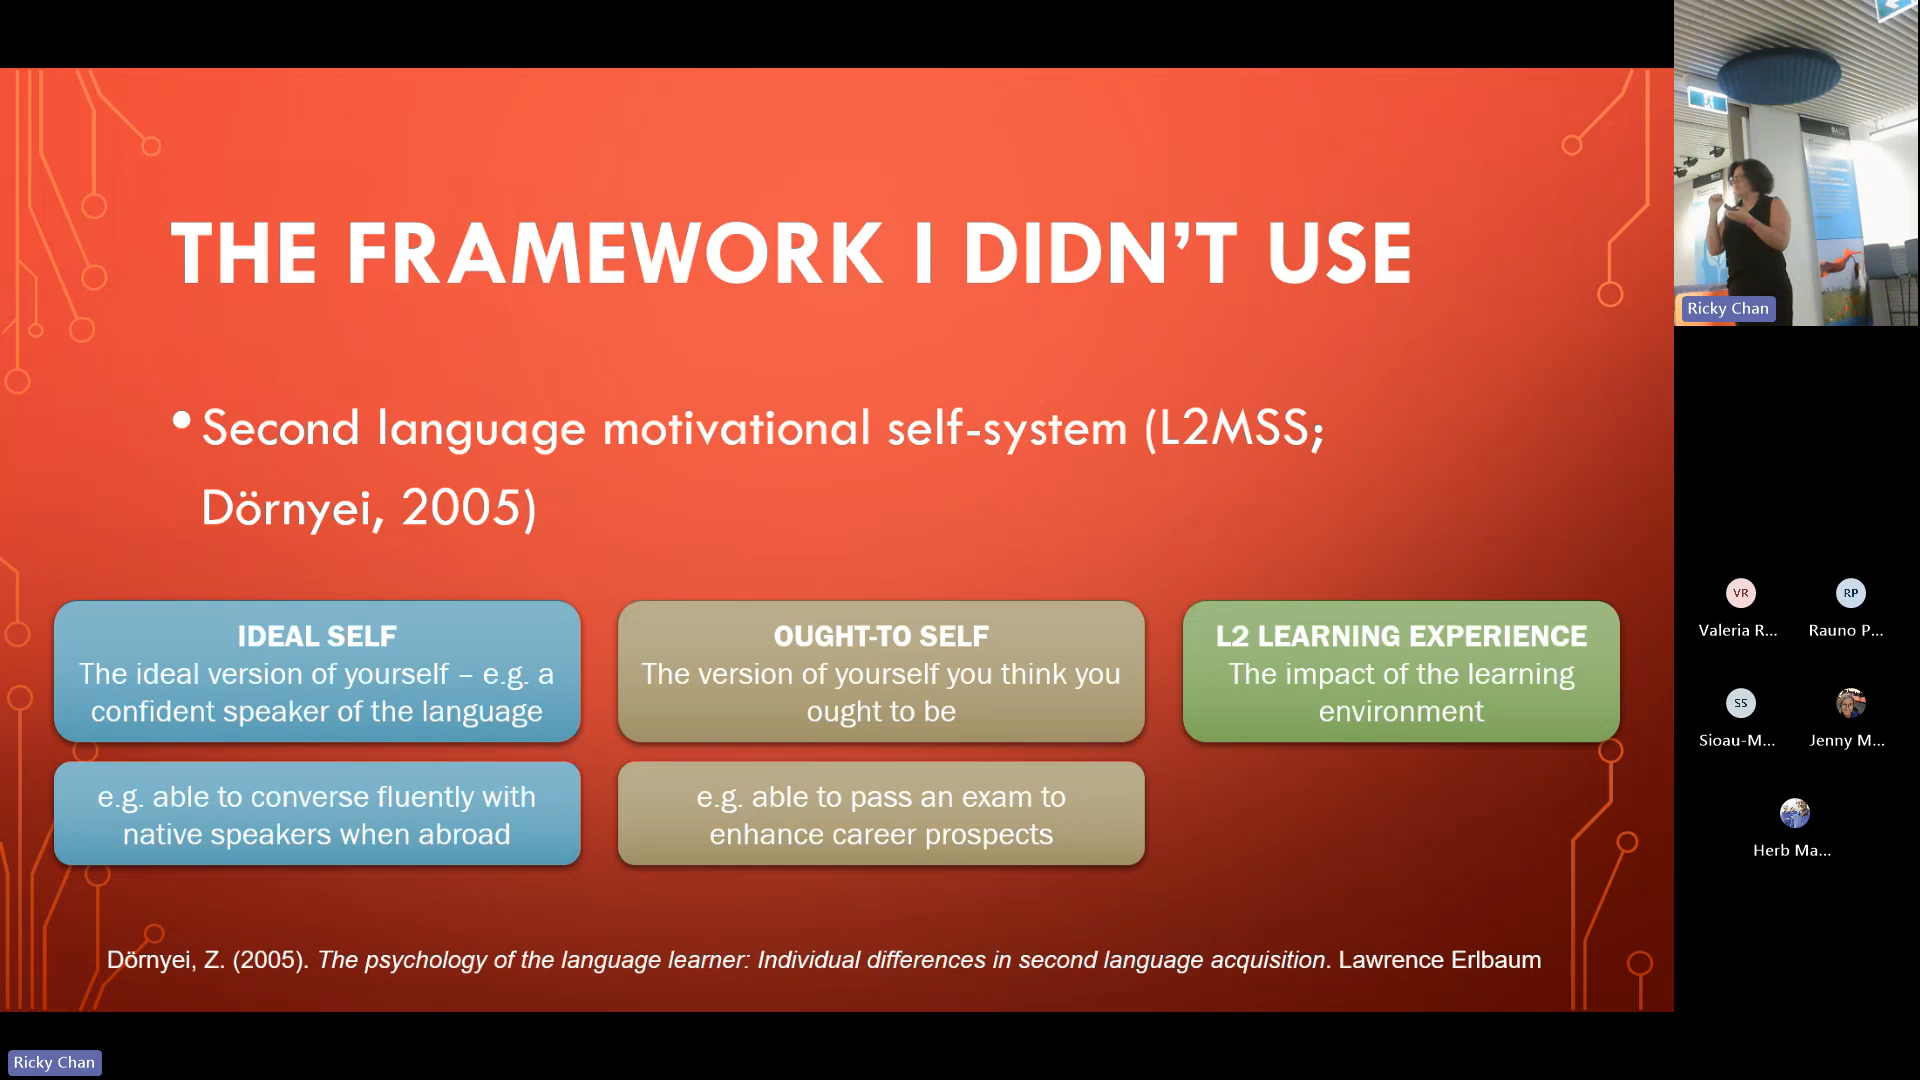 THE FRAMEWORK I DIDN'T USE
• Second language motivational self-system (L2MSS;
Dörnyei, 2005)
IDEAL SELF
The ideal version of yourself – e.g. a
confident speaker of the language
OUGHT-TO SELF
The version of yourself you think you
ought to be
L2 LEARNING EXPERIENCE
The impact of the learning
environment
e.g. able to converse fluently with
native speakers when abroad
e.g. able to pass an exam to
enhance career prospects
Dörnyei, Z. (2005). The psychology of the language learner: Individual differences in second language acquisition. Lawrence Erlbaum
Ricky Chan
Ricky Chan
VR
Valeria R...
RP
Rauno P...
SS
Sioau-M...
Jenny M...
Herb Ma...